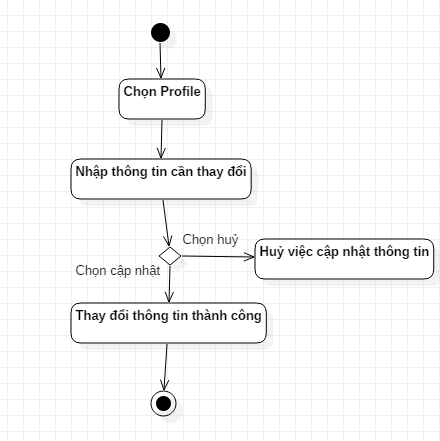 Chọn Profile
Nhập thông tin cần thay đổi
Chọn huỷ
Huỷ việc cập nhật thông tin
Chọn cập nhật
Thay đổi thông tin thành công